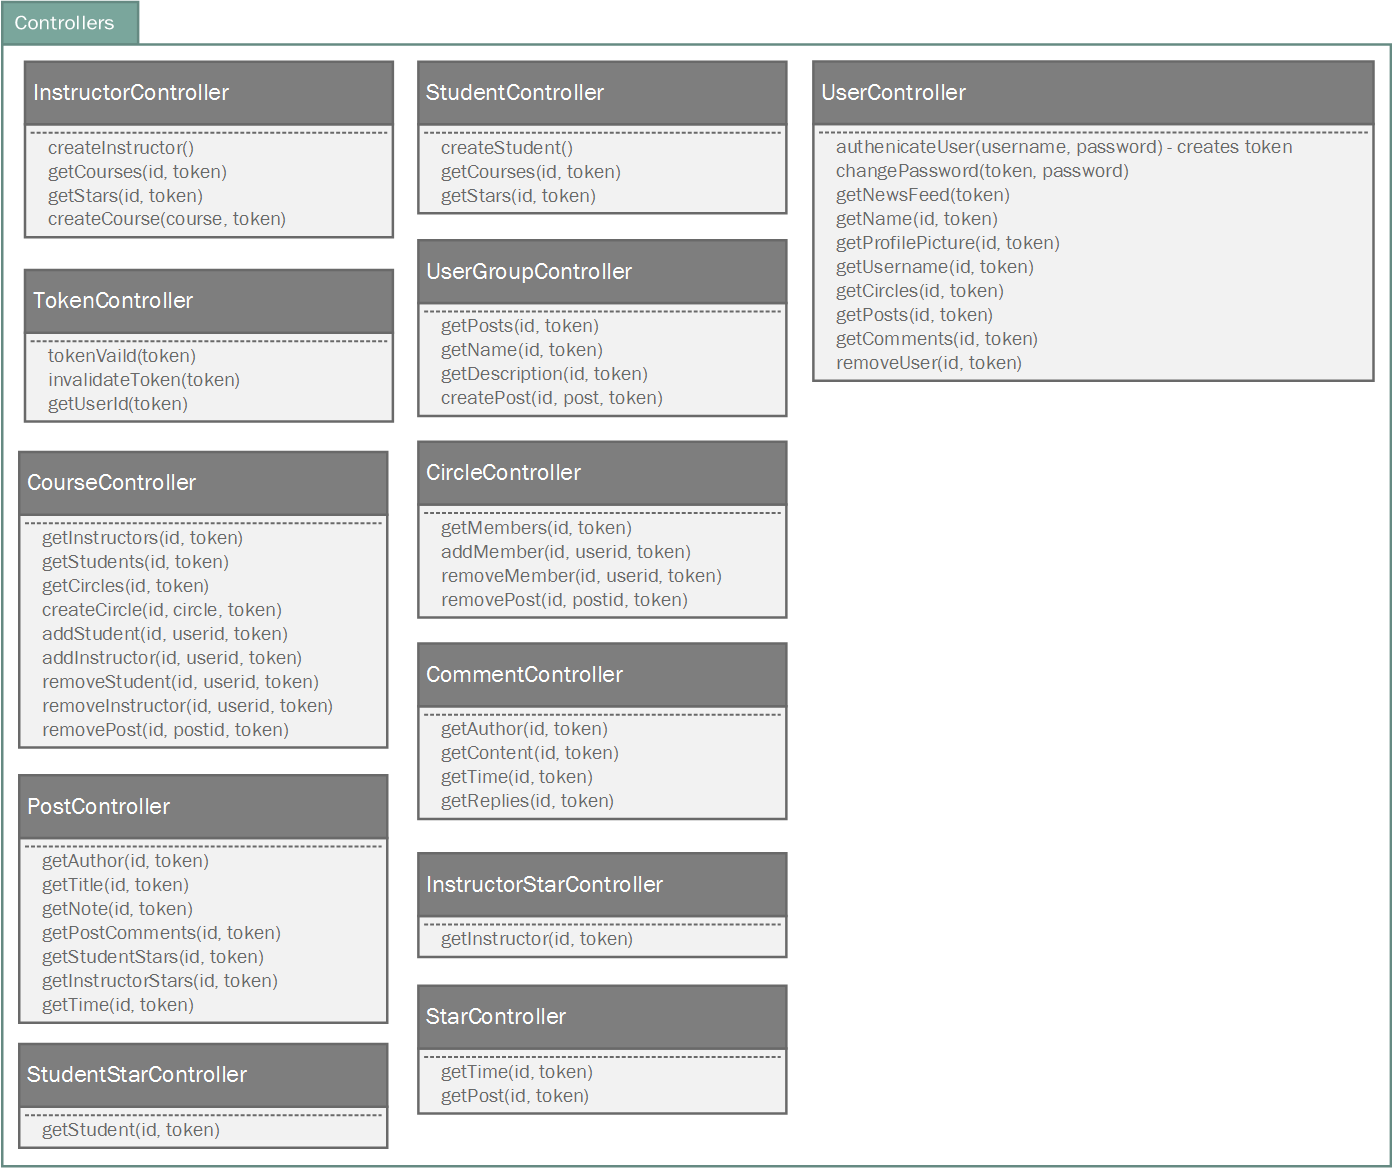 Controllers
InstructorController
createInstructor()
getCourses(id, token)
getStars(id, token)
createCourse(course, token)
TokenController
tokenVaild(token)
invalidateToken(token)
getUserId(token)
CourseController
getInstructors(id, token)
getStudents(id, token)
getCircles(id, token)
createCircle(id, circle, token)
addStudent(id, userid, token)
addInstructor(id, userid, token)
removeStudent(id, userid, token)
removeInstructor(id, userid, token)
removePost(id, postid, token)
PostController
getAuthor(id, token)
getTitle(id, token)
getNote(id, token)
getPostComments(id, token)
getStudentStars(id, token)
getInstructorStars(id, token)
getTime(id, token)
StudentStarController
getStudent(id, token)
StudentController
createStudent()
getCourses(id, token)
getStars(id, token)
UserGroupController
getPosts(id, token)
getName(id, token)
getDescription(id, token)
createPost(id, post, token)
CircleController
getMembers(id, token)
addMember(id, userid, token)
removeMember(id, userid, token)
removePost(id, postid, token)
CommentController
getAuthor(id, token)
getContent(id, token)
getTime(id, token)
getReplies(id, token)
InstructorStarController
getInstructor(id, token)
StarController
getTime(id, token)
getPost(id, token)
UserController
authenicateUser(username, password) - creates token
changePassword(token, password)
getNewsFeed(token)
getName(id, token)
getProfilePicture(id, token)
getUsername(id, token)
getCircles(id, token)
getPosts(id, token)
getComments(id, token)
removeUser(id, token)